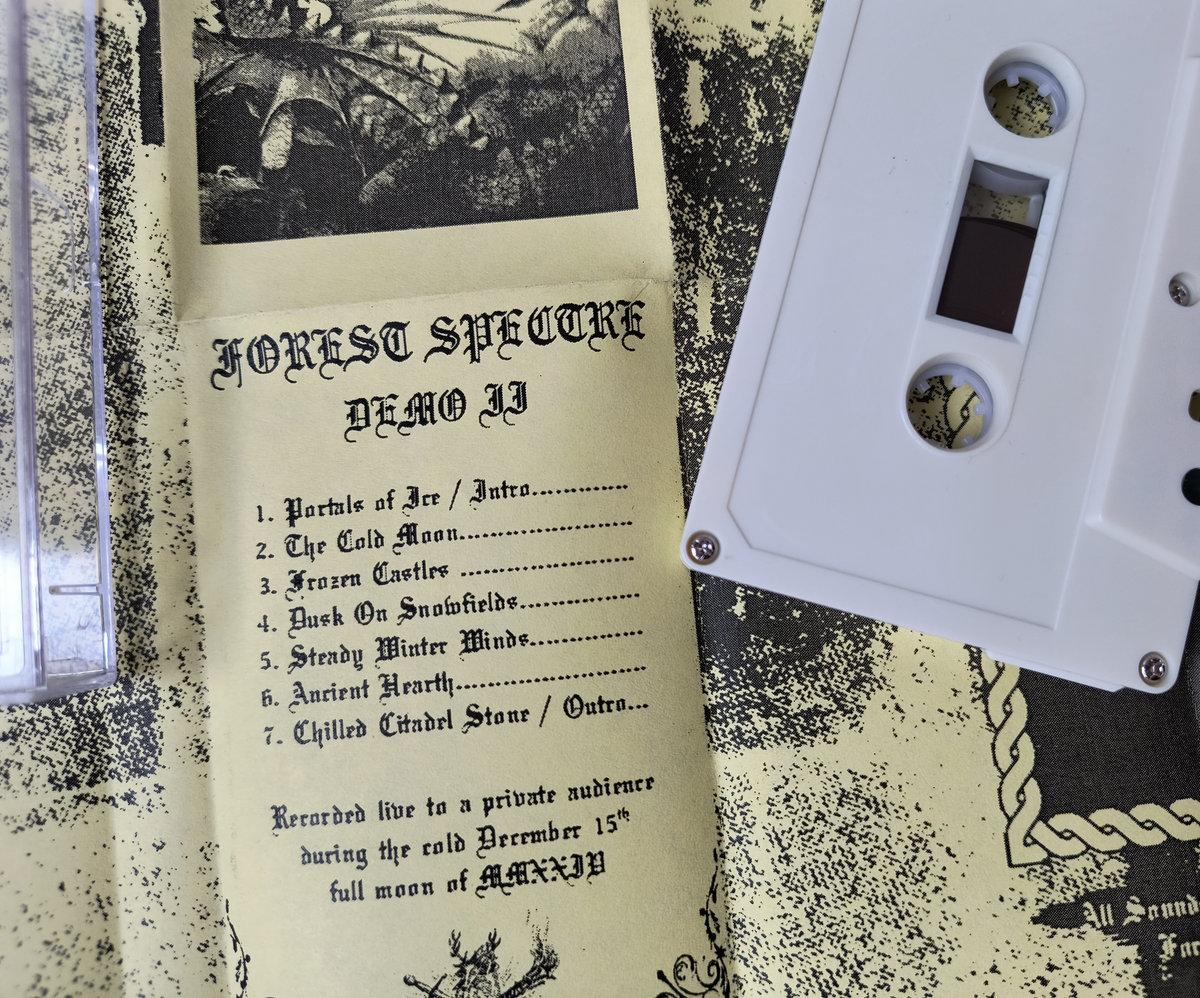 FOREST SPECTRE
DEMO II
1. Portals of Ice / Intro............
2. The Cold Moon......................
3. Frozen Castles ......................
4. Dusk On Snowfields...............
5. Steady Winter Winds..............
6. Ancient Hearth........................
7. Chilled Citadel Stone / Outro...
Recorded live to a private audience
during the cold December 15th
full moon of MMXXIV
All Sound